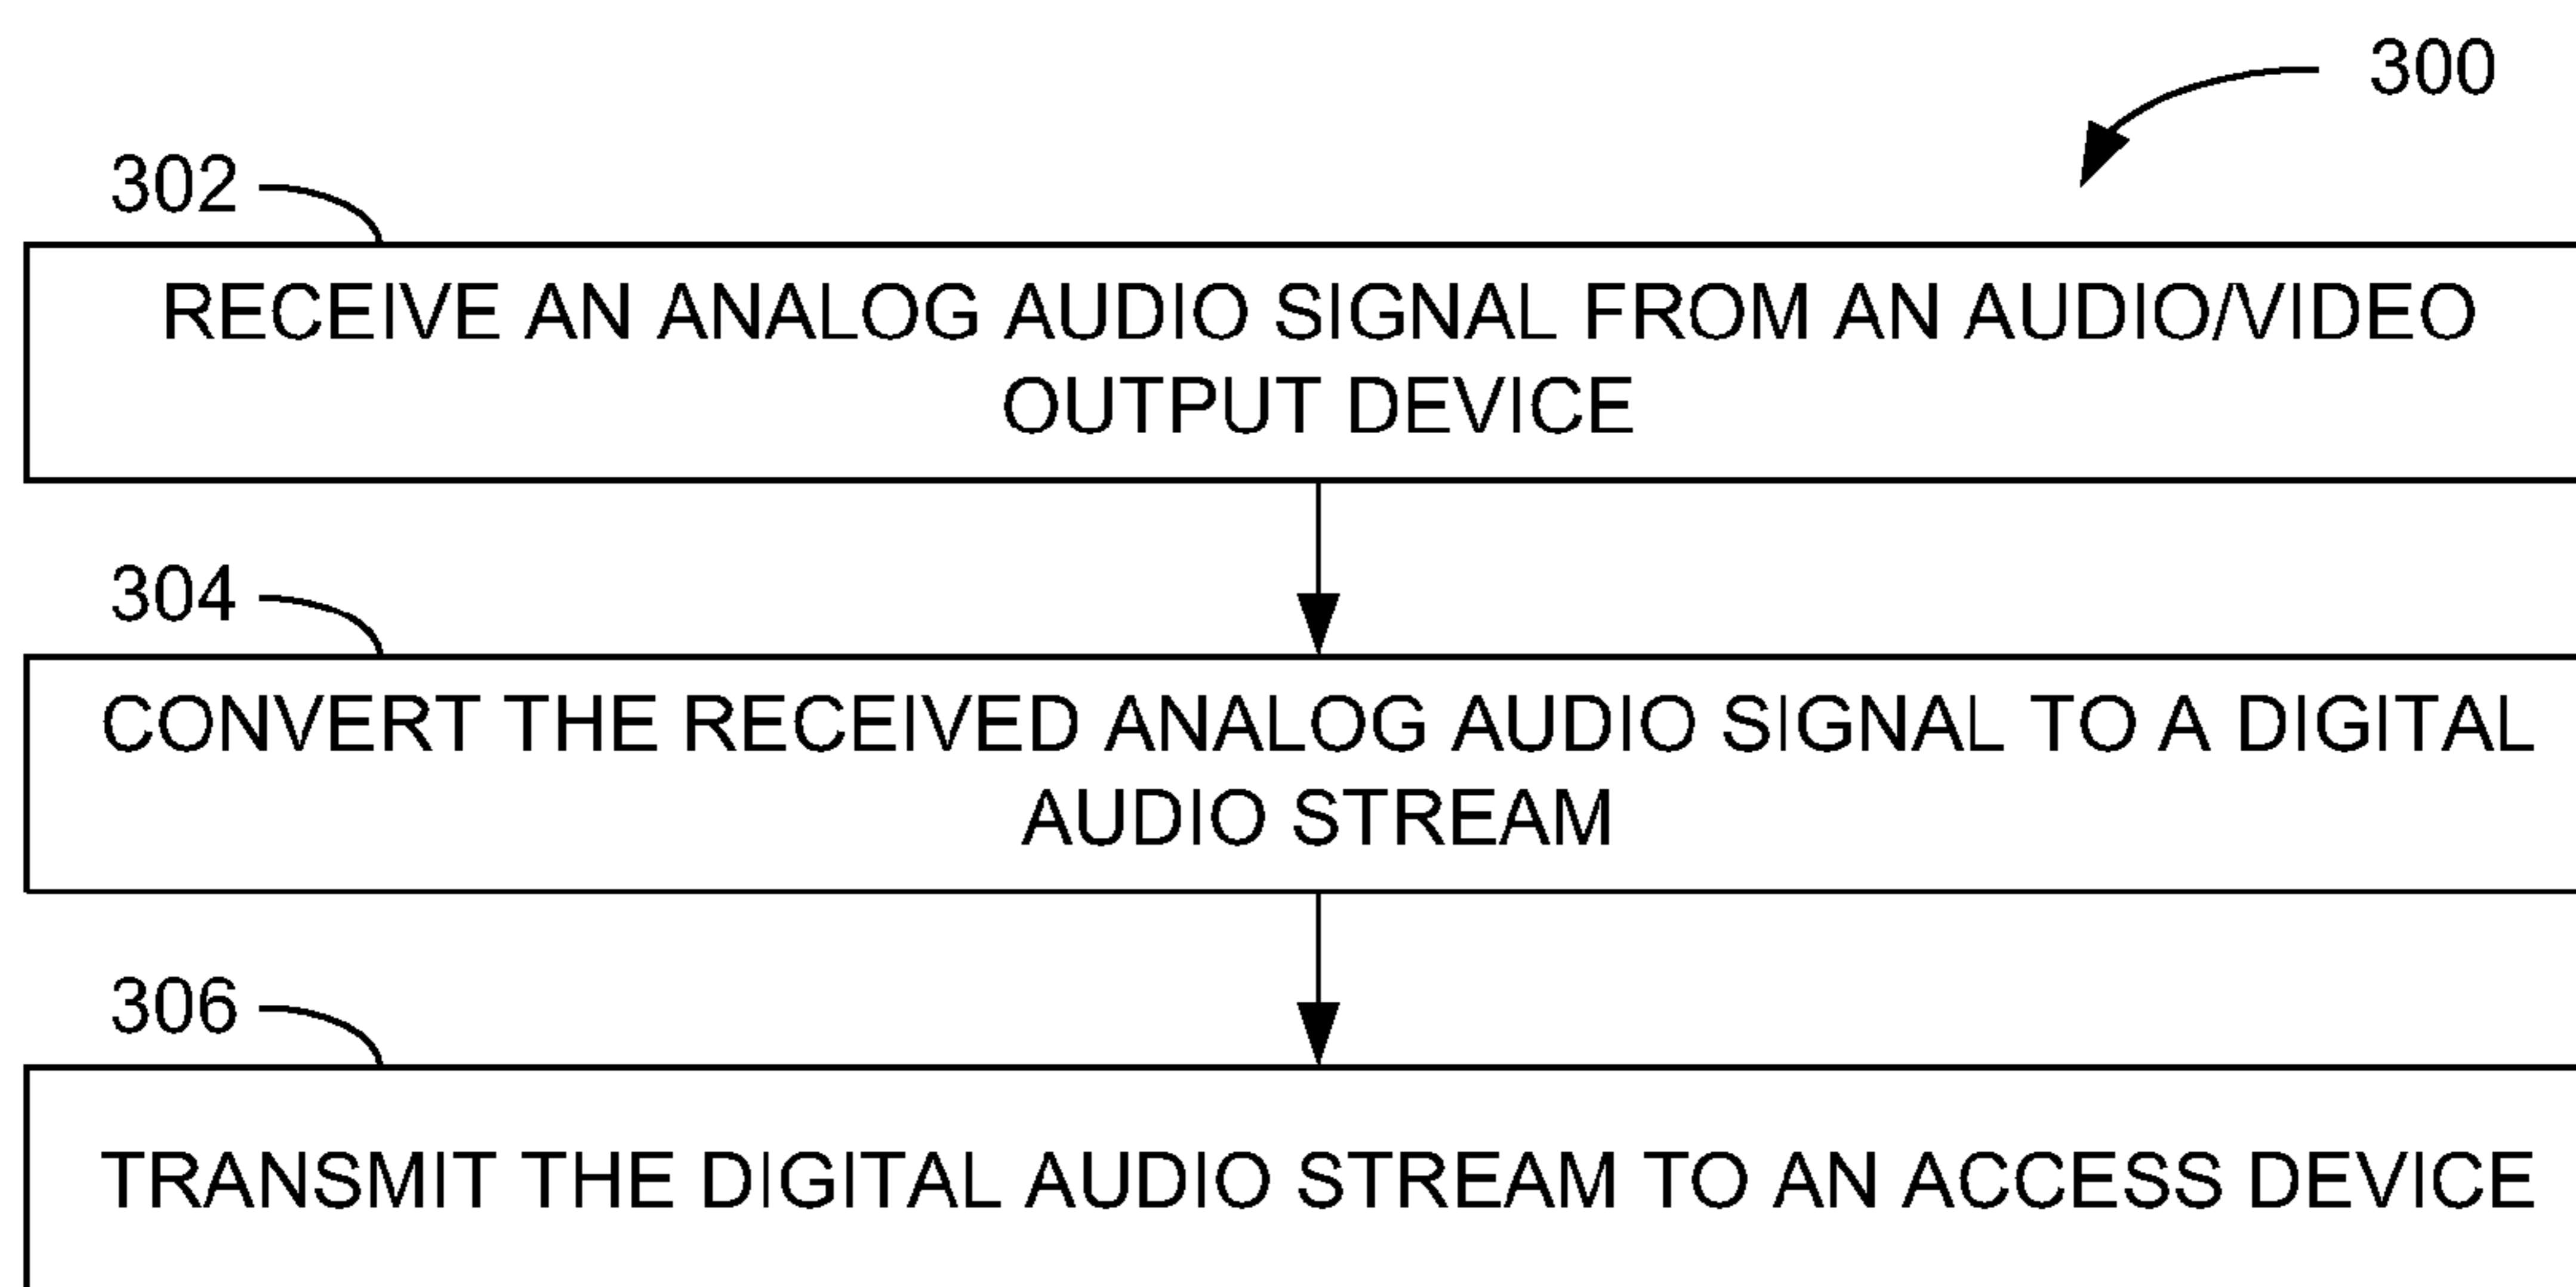 300
302
RECEIVE AN ANALOG AUDIO SIGNAL FROM AN AUDIO/VIDEO
OUTPUT DEVICE
304
CONVERT THE RECEIVED ANALOG AUDIO SIGNAL TO A DIGITAL
AUDIO STREAM
306
TRANSMIT THE DIGITAL AUDIO STREAM TO AN ACCESS DEVICE